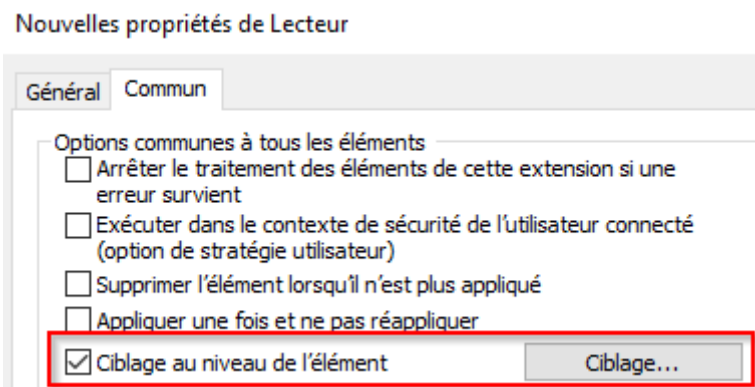 Nouvelles propriétés de Lecteur
Général
Commun
Options communes à tous les éléments
Arrêter le traitement des éléments de cette extension si une
erreur survient
Exécuter dans le contexte de sécurité de l'utilisateur connecté
(option de stratégie utilisateur)
Supprimer l'élément lorsqu'il n'est plus appliqué
Appliquer une fois et ne pas réappliquer
Ciblage au niveau de l'élément
Ciblage...